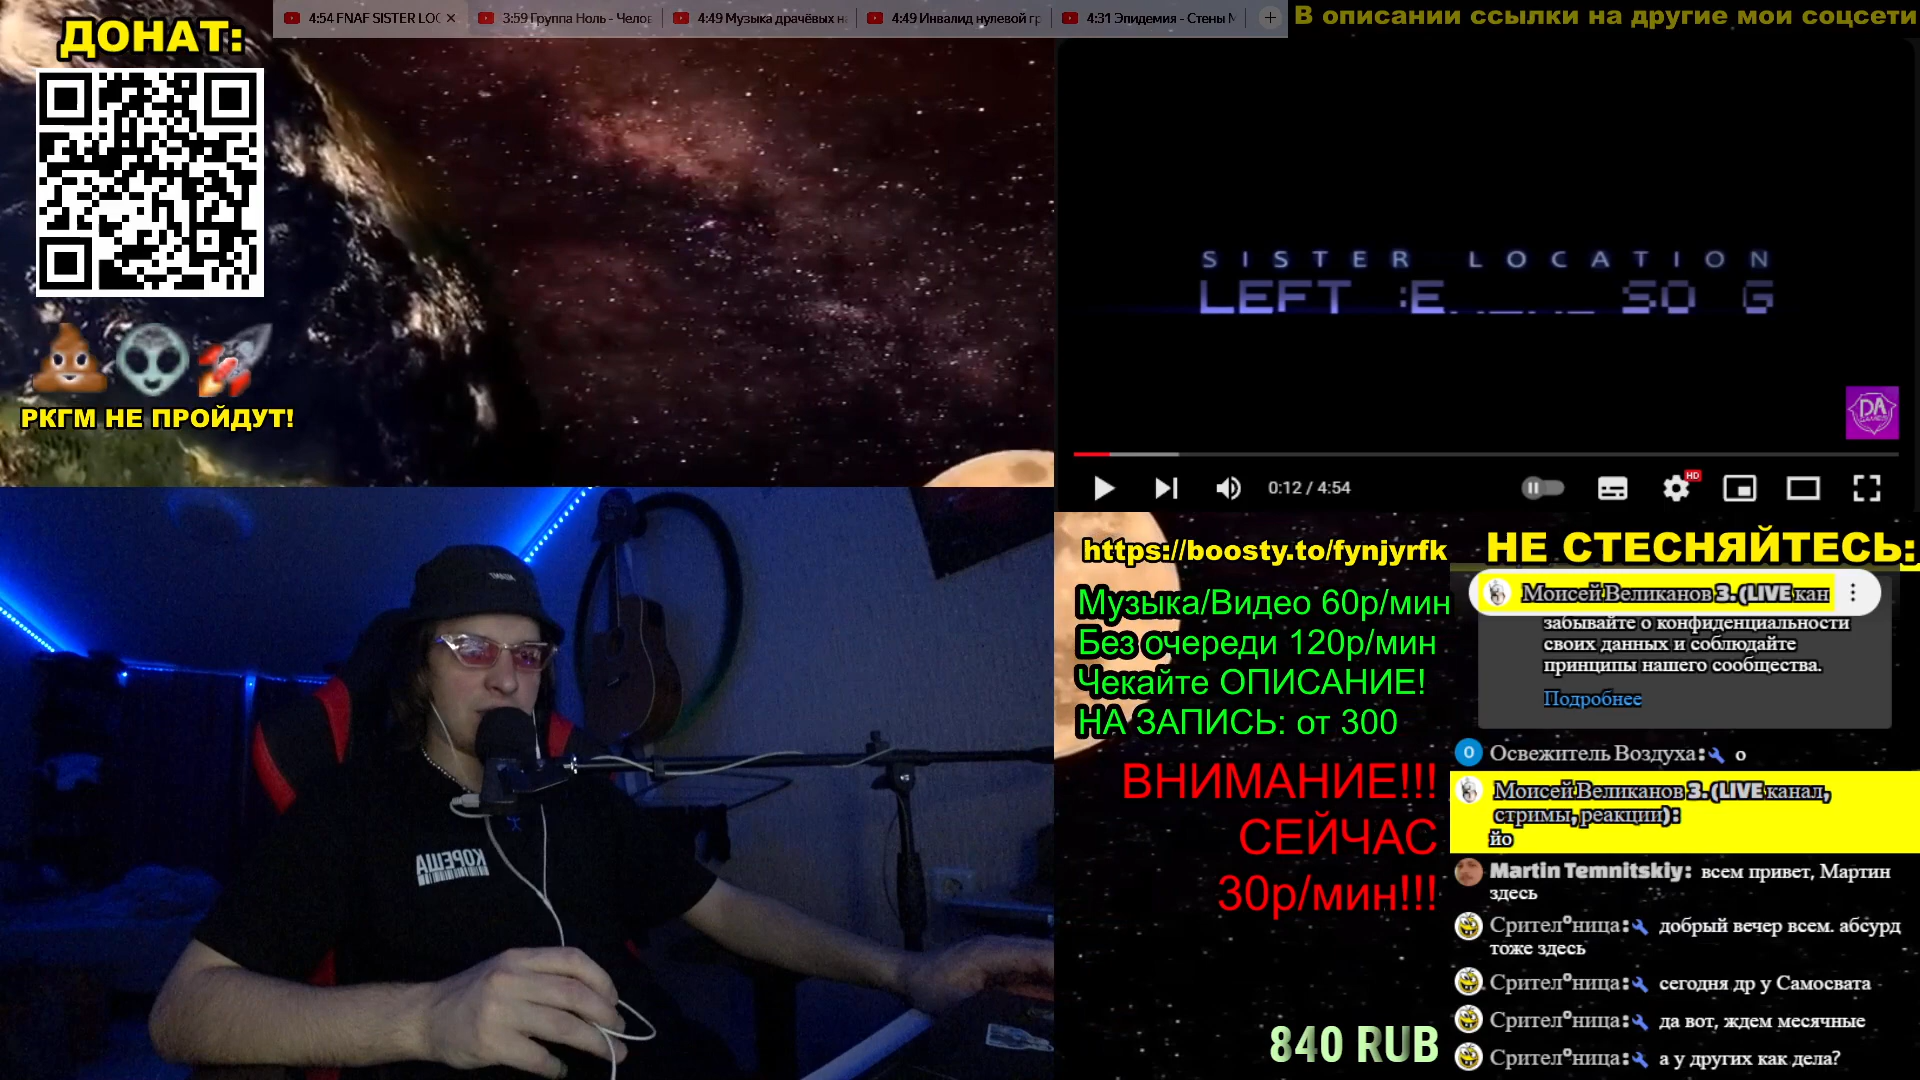 ДОНАТ:
4:54 FNAF SISTER LOC
3:59 Группа Ноль - Челов
4:49 Музыка драчёвых н
4:49 Инвалид нулевой гр
4:31 Эпидемия - Стены М
В описании ссылки на другие мои соцсети
РКГМ НЕ ПРОЙДУТ!
SISTER LOCATION
LEFT :E SO G
DA
0:12 / 4:54
HD
https://boosty.to/fynjyrfk
Музыка/Видео 60р/мин
Без очереди 120р/мин
Чекайте ОПИСАНИЕ!
НА ЗАПИСЬ: от 300
ВНИМАНИЕ!!!
СЕЙЧАС
30р/мин!!!
840 RUB
НЕ СТЕСНЯЙТЕСЬ:
Моисей Великанов 3. (LIVE кан
забывайте о конфиденциальности
своих данных и соблюдайте
принципы нашего сообщества.
Подробнее
О Освежитель Воздуха: о
Моисей Великанов 3. (LIVE канал,
стримы, реакции):
йо
Martin Temnitskiy: всем привет, Мартин
здесь
Сритель°ница: добрый вечер всем. абсурд
тоже здесь
Сритель°ница: сегодня др у Самосвата
Сритель°ница: да вот, ждем месячные
Сритель°ница: а у других как дела?
КОРЕША